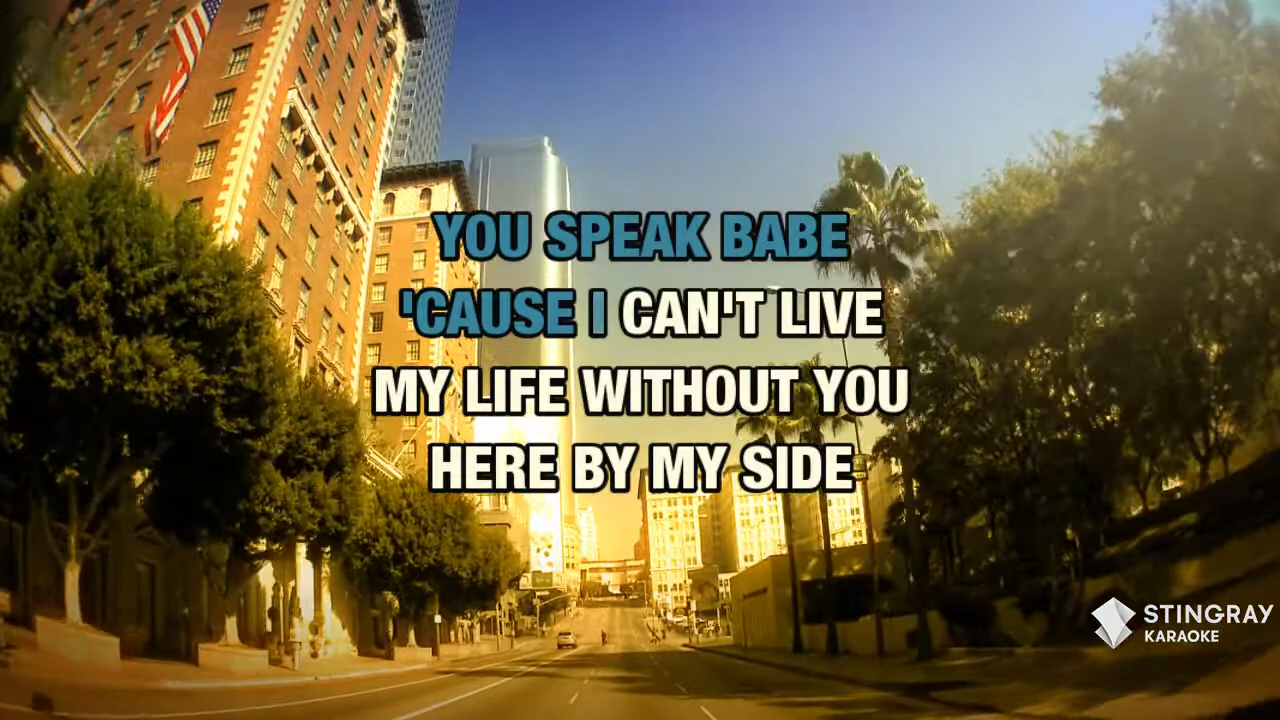 YOU SPEAK BABE
'CAUSE I CAN'T LIVE
MY LIFE WITHOUT YOU
HERE BY MY SIDE
STINGRAY
KARAOKE